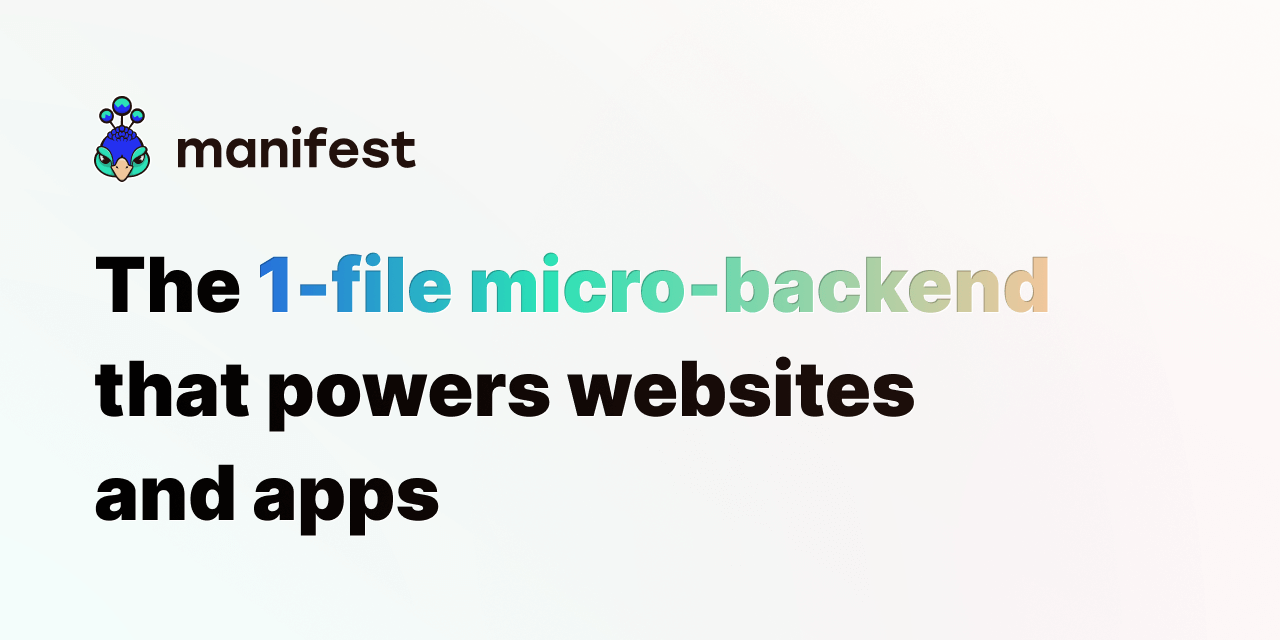 manifest
The 1-file micro-backend
that powers websites
and apps